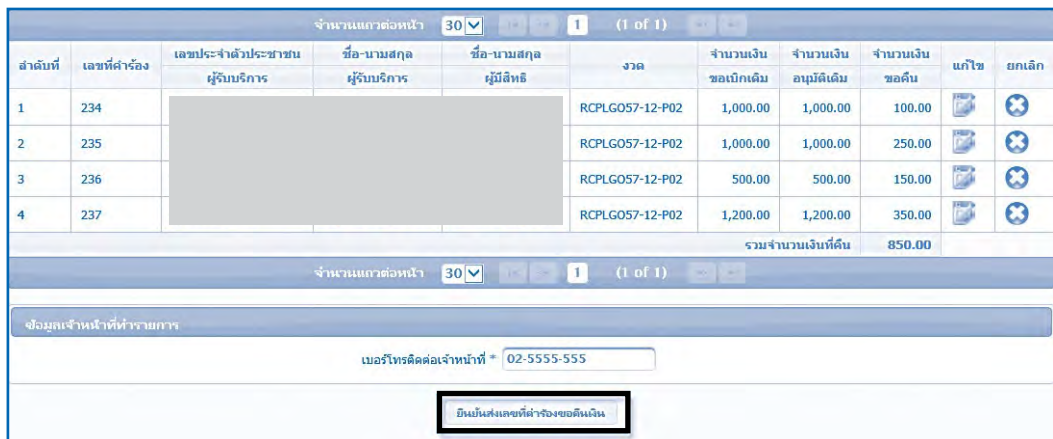 จำนวนแถวต่อหน้า 30 1 (1 of 1)
ลำดับที่ เลขที่คำร้อง เลขประจำตัวประชาชน ชื่อ-นามสกุล ชื่อ-นามสกุล งวด จำนวนเงิน จำนวนเงิน จำนวนเงิน แก้ไข ยกเลิก
ผู้รับบริการ ผู้รับบริการ ผู้มีสิทธิ ขอเบิกเดิม อนุมัติเดิม ขอคืน
1 234 RCPLGO57-12-P02 1,000.00 1,000.00 100.00
2 235 RCPLGO57-12-P02 1,000.00 1,000.00 250.00
3 236 RCPLGO57-12-P02 500.00 500.00 150.00
4 237 RCPLGO57-12-P02 1,200.00 1,200.00 350.00
รวมจำนวนเงินที่คืน 850.00
จำนวนแถวต่อหน้า 30 1 (1 of 1)
ข้อมูลเจ้าหน้าที่ทำรายการ
เบอร์โทรติดต่อเจ้าหน้าที่ * 02-5555-555
ยืนยันส่งเลขที่คำร้องขอคืนเงิน